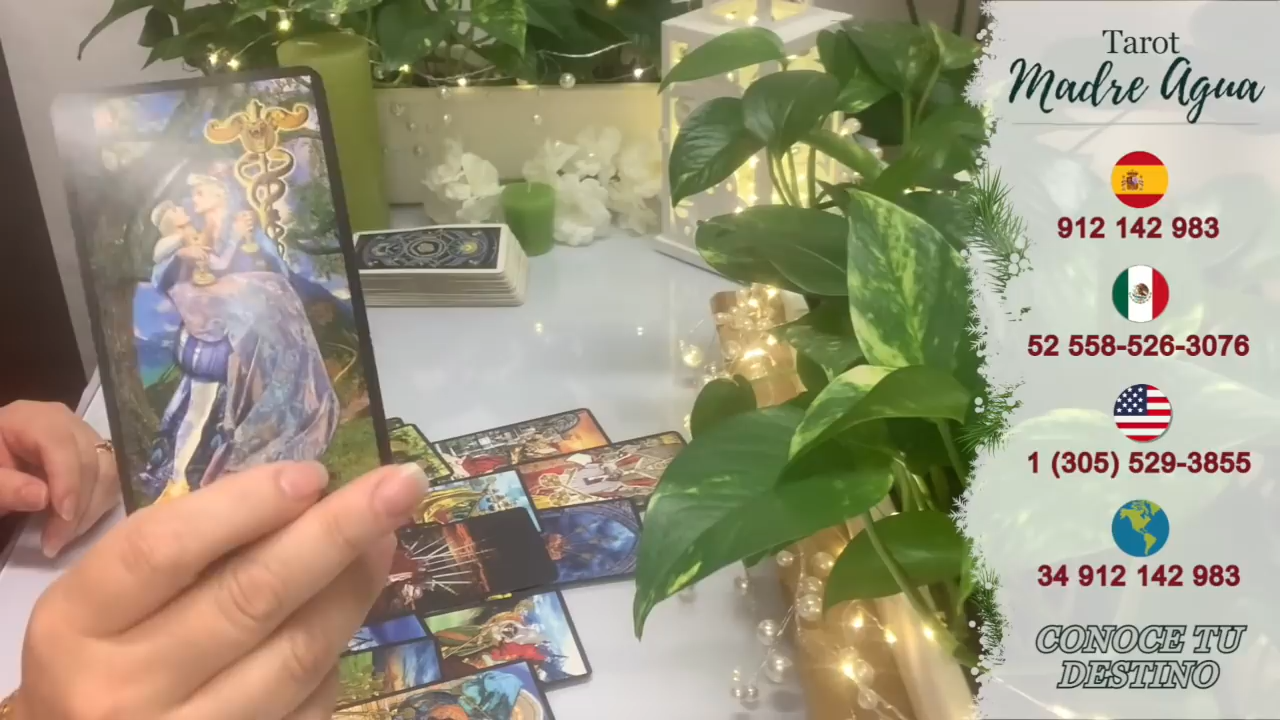 Tarot
Madre Agua
912 142 983
52 558-526-3076
1 (305) 529-3855
34 912 142 983
CONOCE TU
DESTINO